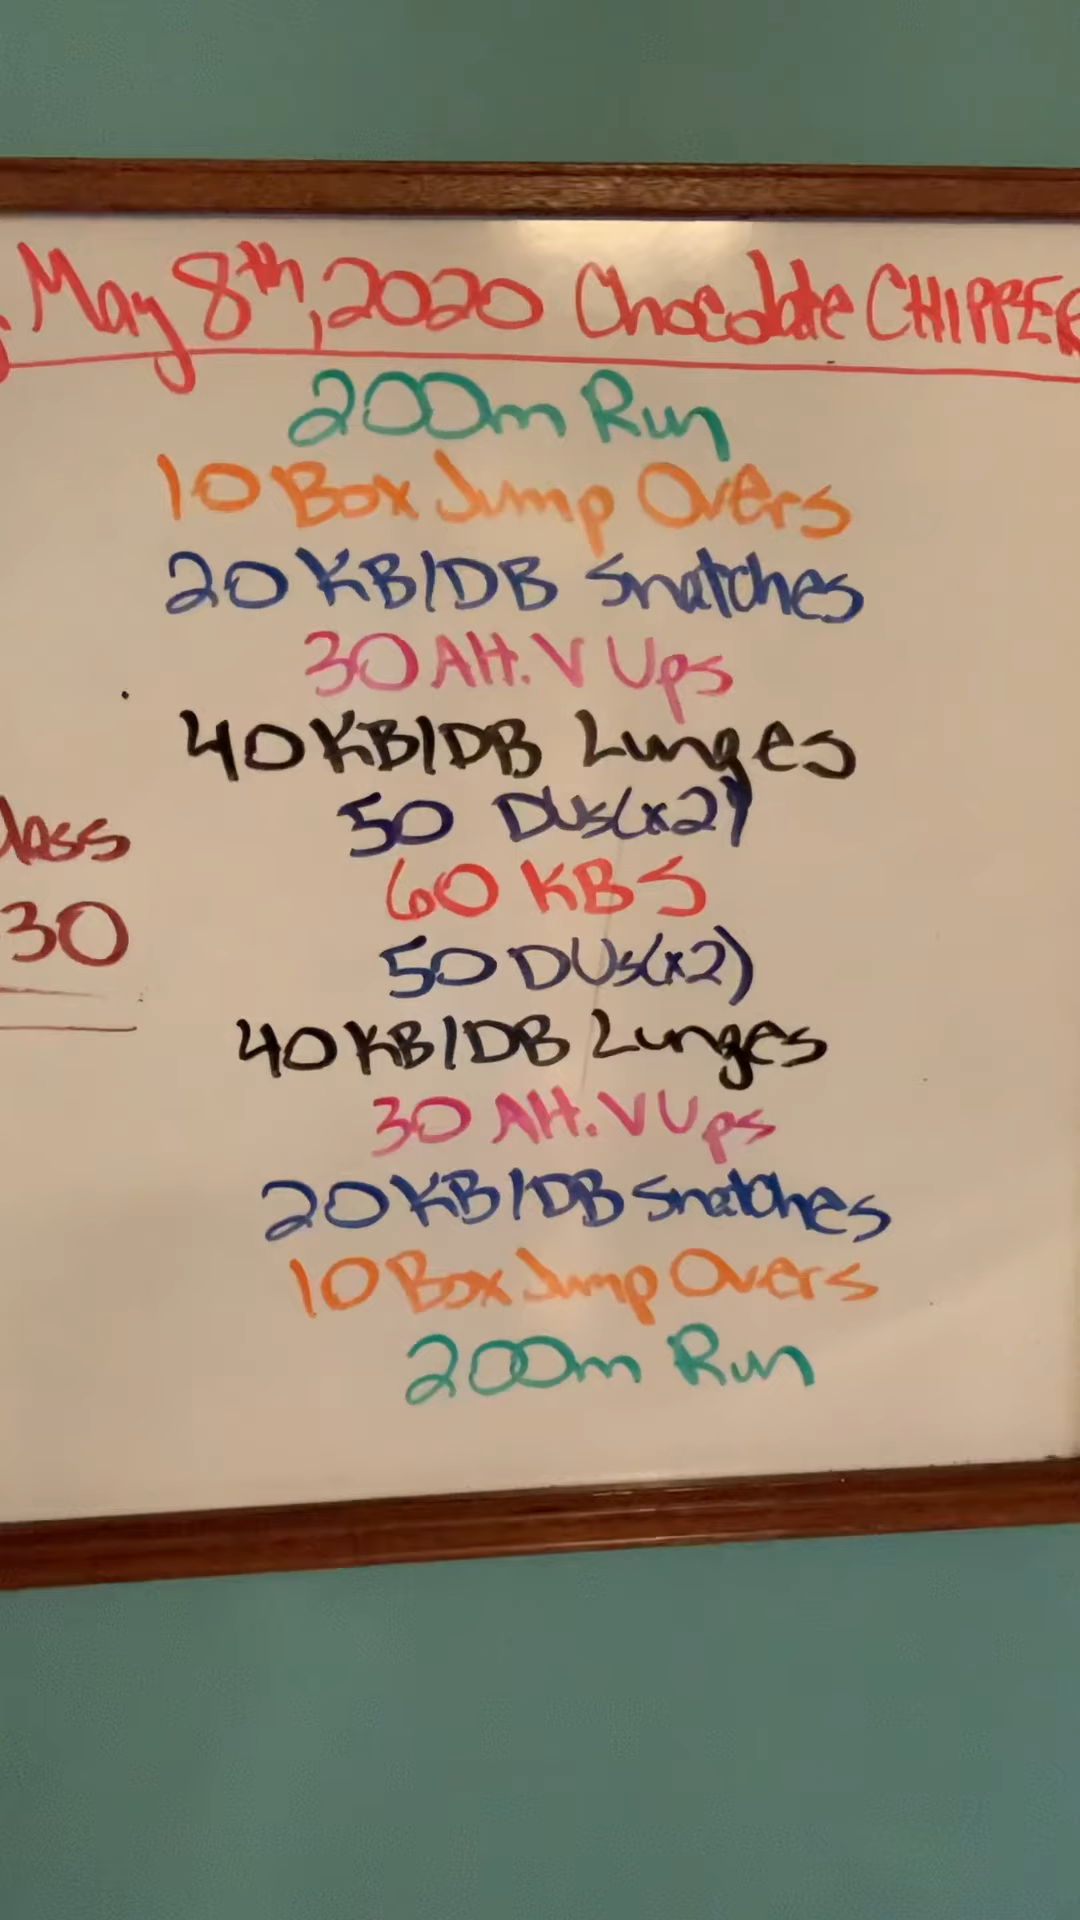 May 8th, 2020 Chocolate CHIPPER
200m Run
10 Box Jump Overs
20 KB/DB Snatches
30 Alt. V Ups
40 KB/DB Lunges
50 DUs(x2)
60 KBS
50 DUs(x2)
40 KB/DB Lunges
30 Alt. V Ups
20 KB/DB Snatches
10 Box Jump Overs
200m Run
lass
30